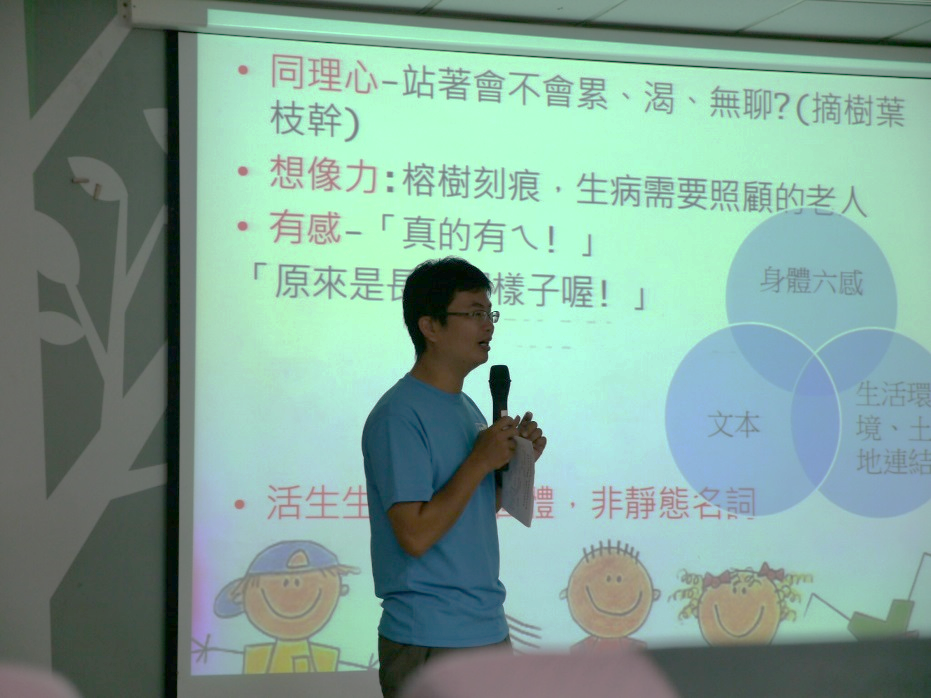 • 同理心-站著會不會累、渴、無聊?(摘樹葉
枝幹)
• 想像力:榕樹刻痕，生病需要照顧的老人
• 有感-「真的有ㄟ!」
「原來是長 樣子喔!」
身體六感
文本
生活環
境、土
地連結
• 活生生 體，非靜態名詞